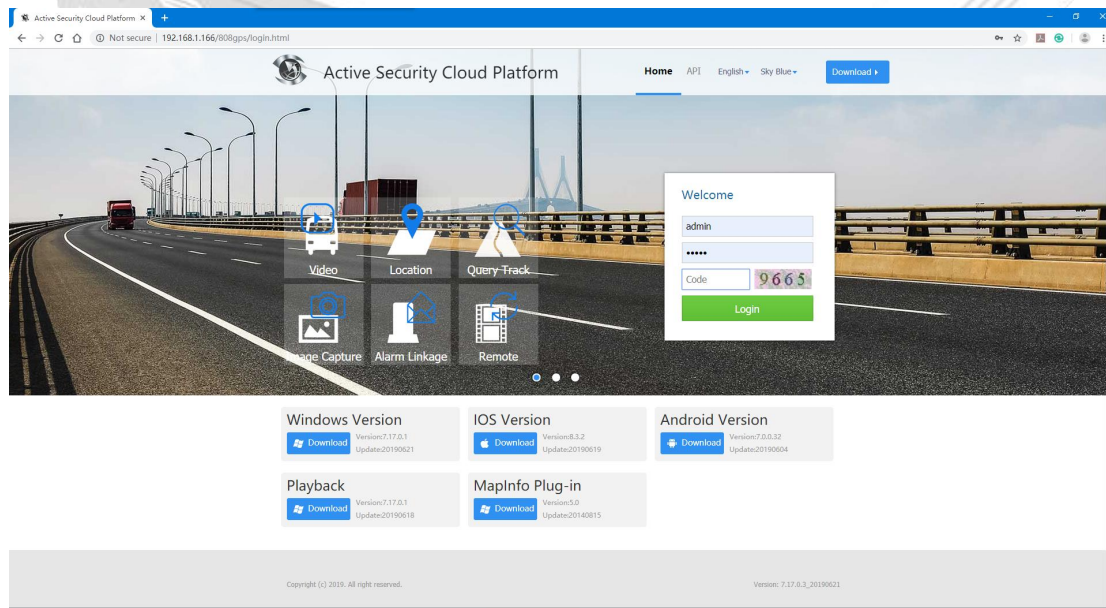 Active Security Cloud Platform
Not secure | 192.168.1.166/808gps/login.html
Active Security Cloud Platform
Home API English Sky Blue Download
Welcome
admin
•••••
Code 9665
Login
Video Location Query Track
Image Capture Alarm Linkage Remote
Windows Version
Download
Version:7.17.0.1
Update:20190621
IOS Version
Download
Version:8.3.2
Update:20190619
Android Version
Download
Version:7.0.0.32
Update:20190604
Playback
Download
Version:7.17.0.1
Update:20190618
MapInfo Plug-in
Download
Version:5.0
Update:20140815
Copyright (c) 2019. All right reserved.
Version: 7.17.0.3_20190621